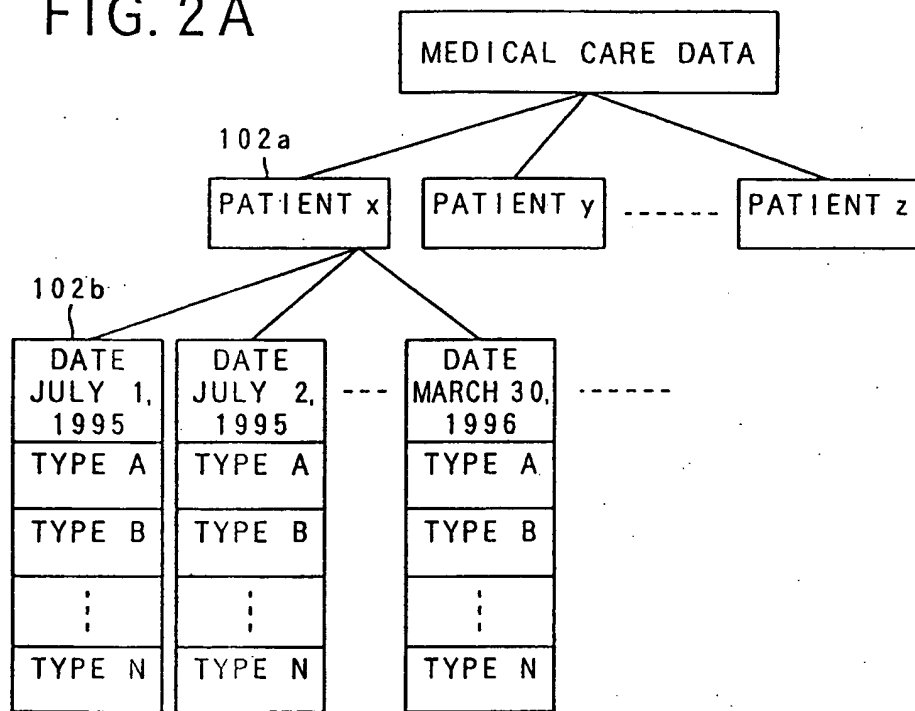 FIG. 2A
MEDICAL CARE DATA
102a
PATIENT x
PATIENT y
PATIENT z
102b
DATE
JULY 1,
1995
TYPE A
TYPE B
TYPE N
DATE
JULY 2,
1995
TYPE A
TYPE B
TYPE N
DATE
MARCH 30,
1996
TYPE A
TYPE B
TYPE N